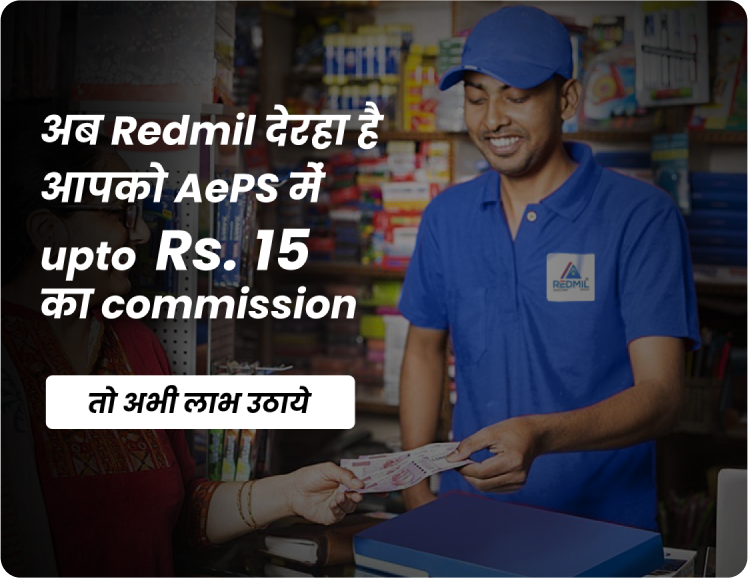 अब Redmil देरहा है
आपको AePS में
upto Rs. 15
का commission
तो अभी लाभ उठाये
REDMIL